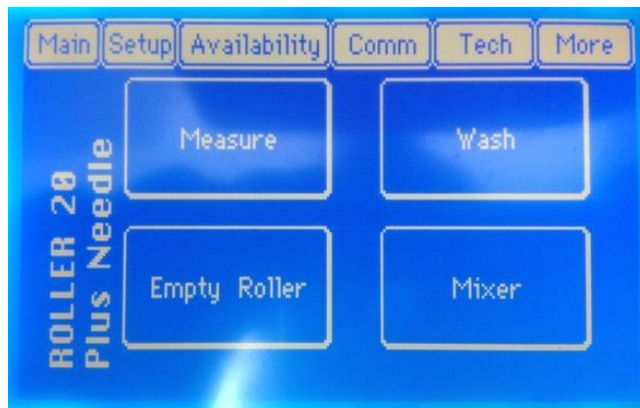 Main Setup Availability Comm Tech More
ROLLER 20
Plus Needle
Measure Wash
Empty Roller Mixer